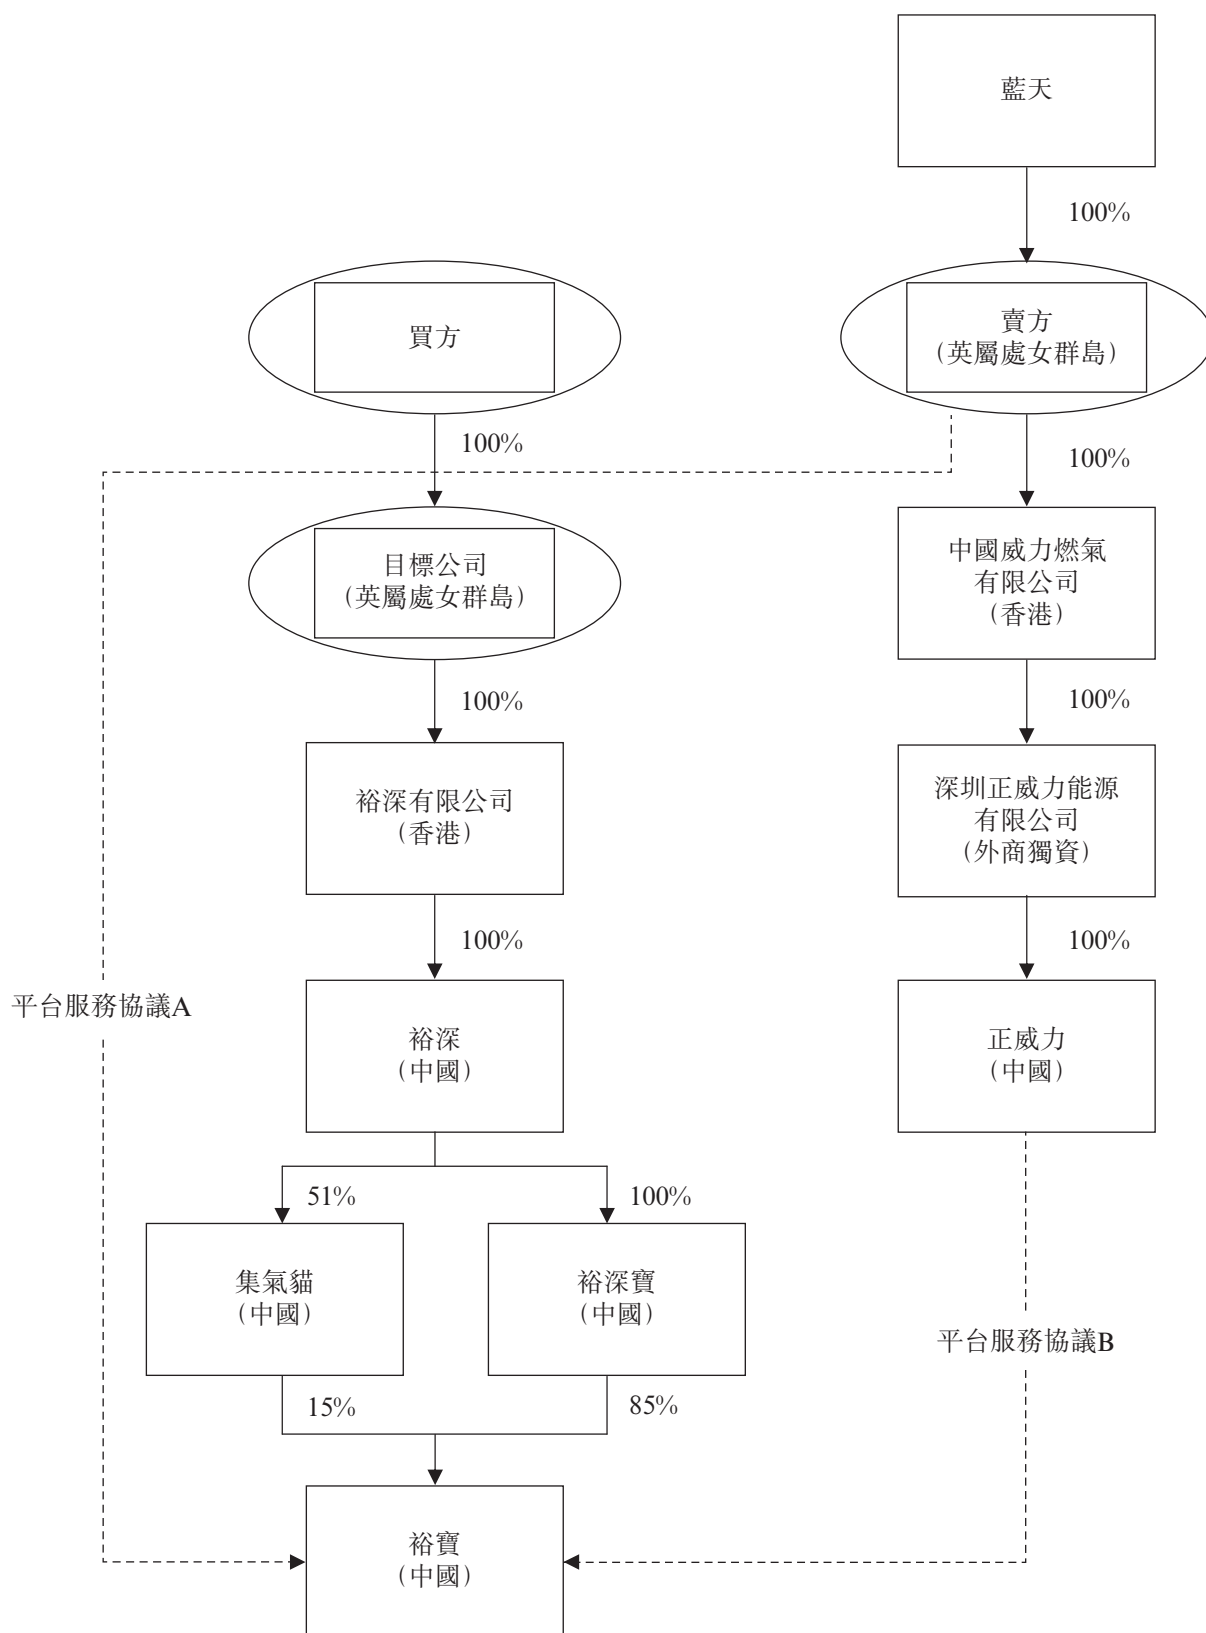 藍天
100%
買方
賣方
(英屬處女群島)
100%
100%
目標公司
(英屬處女群島)
中國威力燃氣
有限公司
(香港)
100%
100%
裕深有限公司
(香港)
深圳正威力能源
有限公司
(外商獨資)
100%
100%
平台服務協議A
裕深
(中國)
正威力
(中國)
51%
100%
集氣貓
(中國)
裕深寶
(中國)
平台服務協議B
15%
85%
裕寶
(中國)